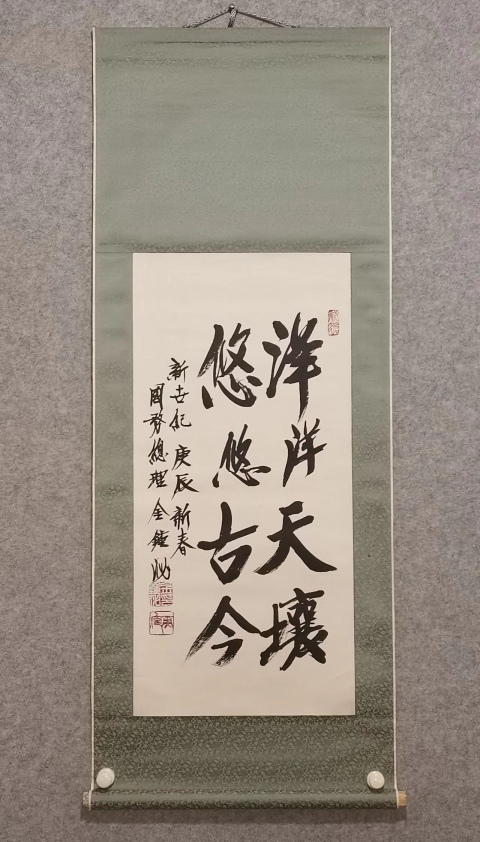 洋洋天壤
悠悠古今
新古紀庚辰新春
國務總理金鍾泌